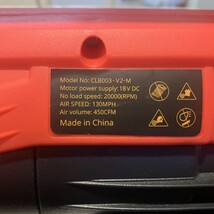 Model No: CLB003-V2-M
Motor power supply: 18V DC
No load speed: 20000(RPM)
AIR SPEED: 130MPH
Air volume: 450CFM
Made in China